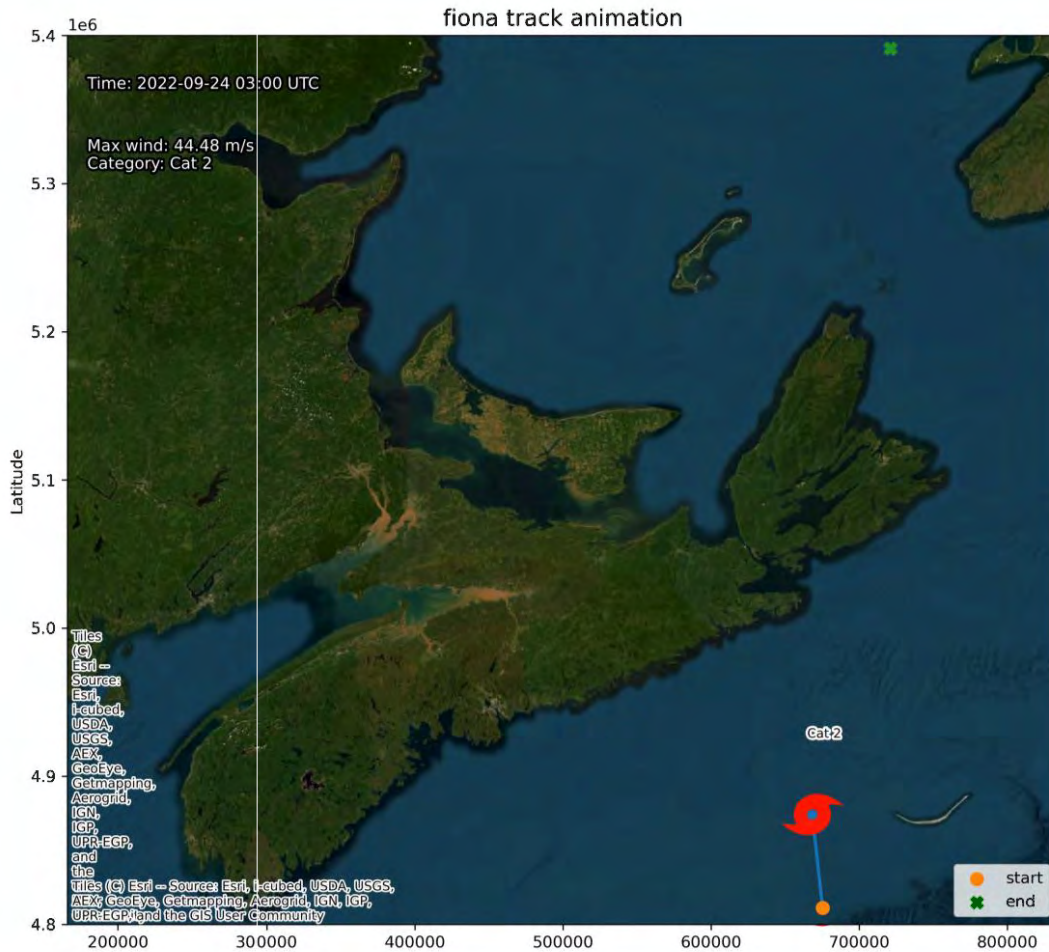 fiona track animation
1e6
5.4
Time: 2022-09-24 03:00 UTC
Max wind: 44.48 m/s
Category: Cat 2
5.3
5.2
5.1
5.0
4.9
4.8
Latitude
Tiles
(C)
Esri --
Source:
Esri,
i-cubed,
USDA,
USGS,
AEX,
GeoEye,
Getmapping,
Aerogrid,
IGN,
IGP,
UPR-EGP,
and
the
Tiles (C) Esri -- Source: Esri, i-cubed, USDA, USGS,
AEX, GeoEye, Getmapping, Aerogrid, IGN, IGP,
UPR-EGP, and the GIS User Community
Cat 2
start
end
200000 300000 400000 500000 600000 700000 800000